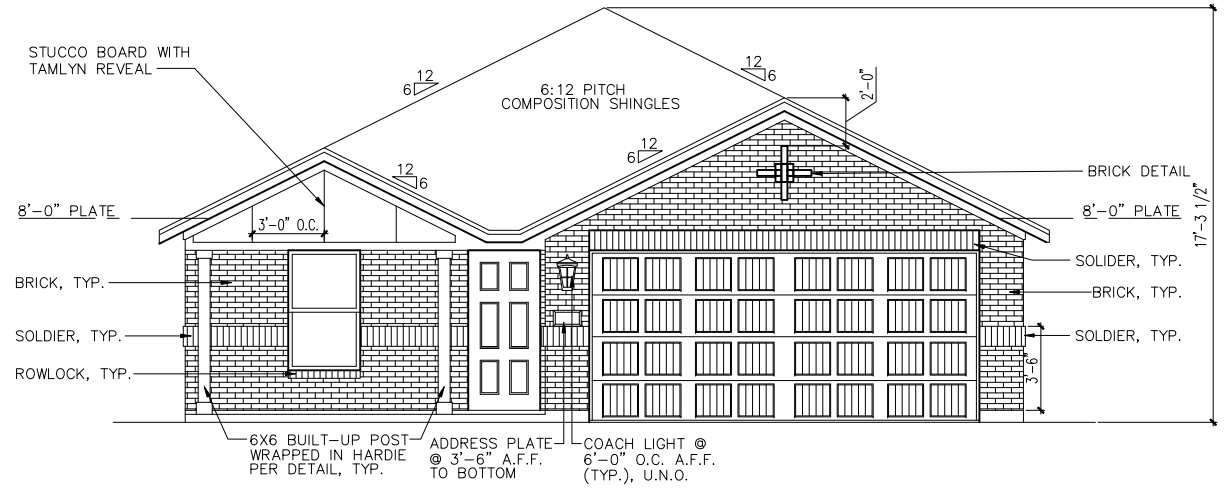 STUCCO BOARD WITH
TAMLYN REVEAL
12
6
6:12 PITCH
COMPOSITION SHINGLES
12
6
2'-0"
12
6
12
6
BRICK DETAIL
8'-0" PLATE
3'-0" O.C.
8'-0" PLATE
17'-3 1/2"
SOLIDER, TYP.
BRICK, TYP.
BRICK, TYP.
SOLDIER, TYP.
SOLDIER, TYP.
3'-6"
ROWLOCK, TYP.
6X6 BUILT-UP POST
WRAPPED IN HARDIE
PER DETAIL, TYP.
ADDRESS PLATE
@ 3'-6" A.F.F.
TO BOTTOM
COACH LIGHT @
6'-0" O.C. A.F.F.
(TYP.), U.N.O.